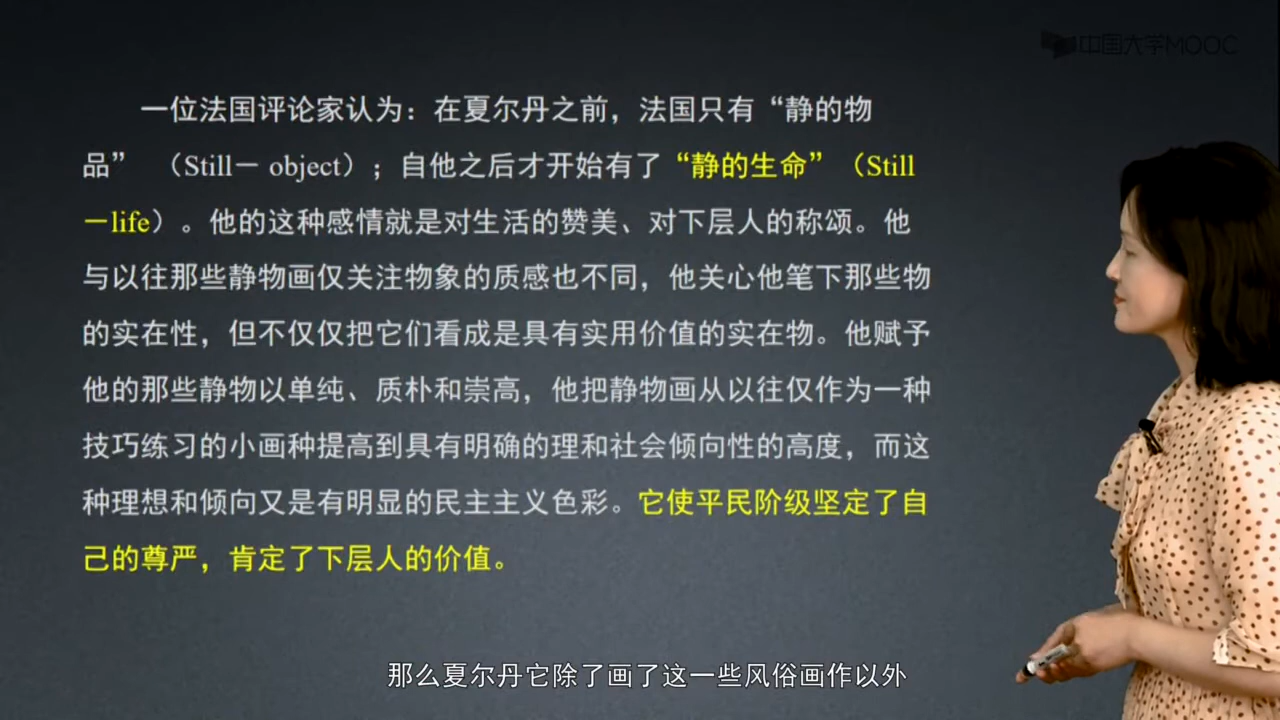 中国大学MOOC
一位法国评论家认为：在夏尔丹之前，法国只有“静的物
品” （Still－ object）；自他之后才开始有了“静的生命”（Still
－life）。他的这种感情就是对生活的赞美、对下层人的称颂。他
与以往那些静物画仅关注物象的质感也不同，他关心他笔下那些物
的实在性，但不仅仅把它们看成是具有实用价值的实在物。他赋予
他的那些静物以单纯、质朴和崇高，他把静物画从以往仅作为一种
技巧练习的小画种提高到具有明确的理和社会倾向性的高度，而这
种理想和倾向又是有明显的民主主义色彩。它使平民阶级坚定了自
己的尊严，肯定了下层人的价值。
那么夏尔丹它除了画了这一些风俗画作以外